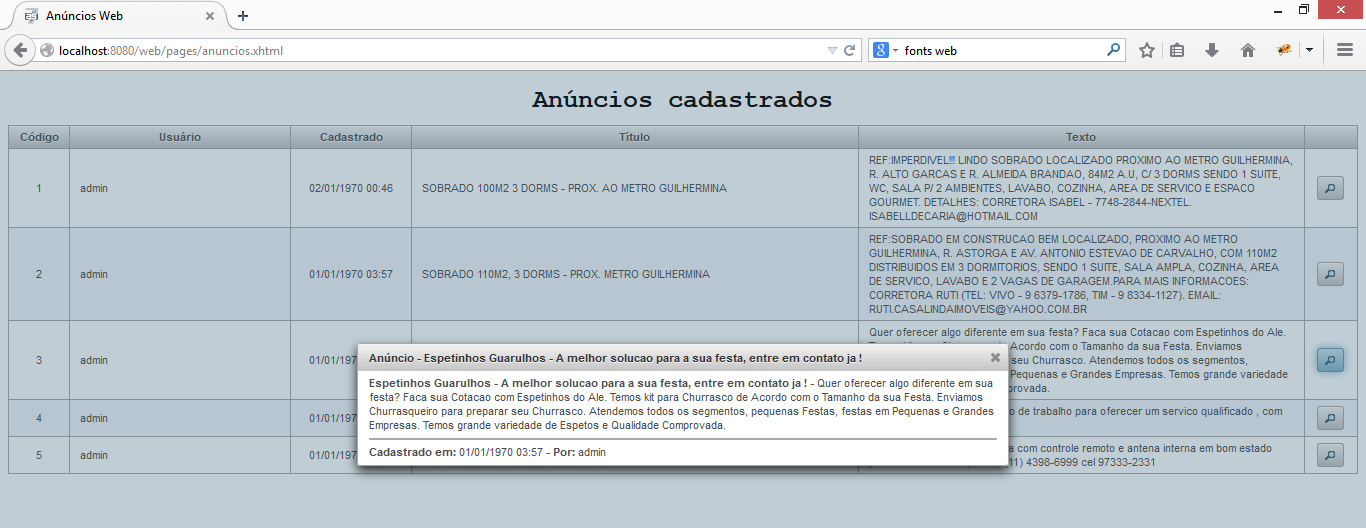 Anúncios Web
localhost:8080/web/pages/anuncios.xhtml
8 fonts web
Anúncios cadastrados
Código Usuário Cadastrado Título Texto
1 admin 02/01/1970 00:46 SOBRADO 100M2 3 DORMS - PROX. AO METRO GUILHERMINA
REF:IMPERDIVEL!!! LINDO SOBRADO LOCALIZADO PROXIMO AO METRO GUILHERMINA,
R. ALTO GARCAS E R. ALMEIDA BRANDAO, 84M2 A.U, C/ 3 DORMS SENDO 1 SUITE,
WC, SALA P/ 2 AMBIENTES, LAVABO, COZINHA, AREA DE SERVICO E ESPACO
GOURMET. DETALHES: CORRETORA ISABEL - 7748-2844-NEXTEL.
ISABELLDECARIA@HOTMAIL.COM
2 admin 01/01/1970 03:57 SOBRADO 110M2, 3 DORMS - PROX. METRO GUILHERMINA
REF:SOBRADO EM CONSTRUCAO BEM LOCALIZADO, PROXIMO AO METRO
GUILHERMINA, R. ASTORGA E AV. ANTONIO ESTEVAO DE CARVALHO, COM 110M2
DISTRIBUIDOS EM 3 DORMITORIOS, SENDO 1 SUITE, SALA AMPLA, COZINHA, AREA
DE SERVICO, LAVABO E 2 VAGAS DE GARAGEM.PARA MAIS INFORMACOES:
CORRETORA RUTI (TEL: VIVO - 9 6379-1786, TIM - 9 8334-1127). EMAIL:
RUTI.CASALINDAIMOVEIS@YAHOO.COM.BR
3 admin 01/01/1970
Quer oferecer algo diferente em sua festa? Faca sua Cotacao com Espetinhos do Ale.
Acordo com o Tamanho da sua Festa. Enviamos
seu Churrasco. Atendemos todos os segmentos,
Pequenas e Grandes Empresas. Temos grande variedade
4 admin 01/01/1970
o de trabalho para oferecer um servico qualificado , com
5 admin 01/01/1970
a com controle remoto e antena interna em bom estado
11) 4398-6999 cel 97333-2331
Anúncio - Espetinhos Guarulhos - A melhor solucao para a sua festa, entre em contato ja !
Espetinhos Guarulhos - A melhor solucao para a sua festa, entre em contato ja ! - Quer oferecer algo diferente em sua
festa? Faca sua Cotacao com Espetinhos do Ale. Temos kit para Churrasco de Acordo com o Tamanho da sua Festa. Enviamos
Churrasqueiro para preparar seu Churrasco. Atendemos todos os segmentos, pequenas Festas, festas em Pequenas e Grandes
Empresas. Temos grande variedade de Espetos e Qualidade Comprovada.
Cadastrado em: 01/01/1970 03:57 - Por: admin